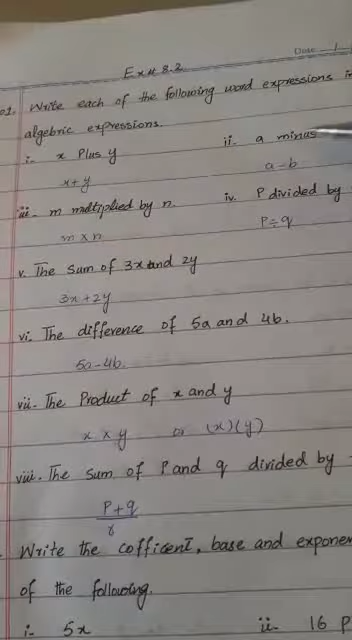 Date 1
Ex # 8.2
Q1. Write each of the following word expressions in
algebric expressions.
i. x Plus y    ii. a minus
x+y    a-b
iii. m multiplied by n.    iv. P divided by
m x n    P÷q
v. The sum of 3x and 2y
3x+2y
vi. The difference of 5a and 4b.
5a-4b.
vii. The Product of x and y
x x y    or (x)(y)
viii. The sum of P and q divided by
P+q
r
Write the cofficent, base and exponen
of the following.
i. 5x    ii. 16 P